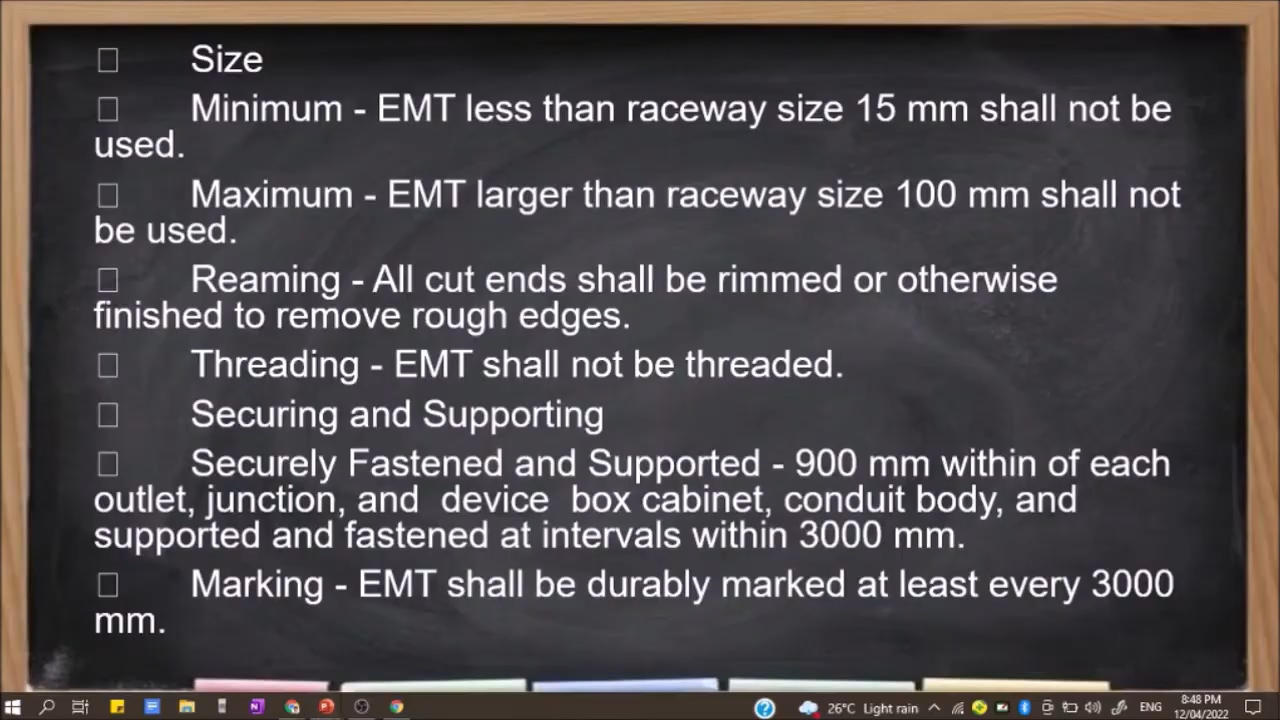 Size
Minimum - EMT less than raceway size 15 mm shall not be
used.
Maximum - EMT larger than raceway size 100 mm shall not
be used.
Reaming - All cut ends shall be rimmed or otherwise
finished to remove rough edges.
Threading - EMT shall not be threaded.
Securing and Supporting
Securely Fastened and Supported - 900 mm within of each
outlet, junction, and device box cabinet, conduit body, and
supported and fastened at intervals within 3000 mm.
Marking - EMT shall be durably marked at least every 3000
mm.
26°C Light rain
ENG
8:48 PM
12/04/2022